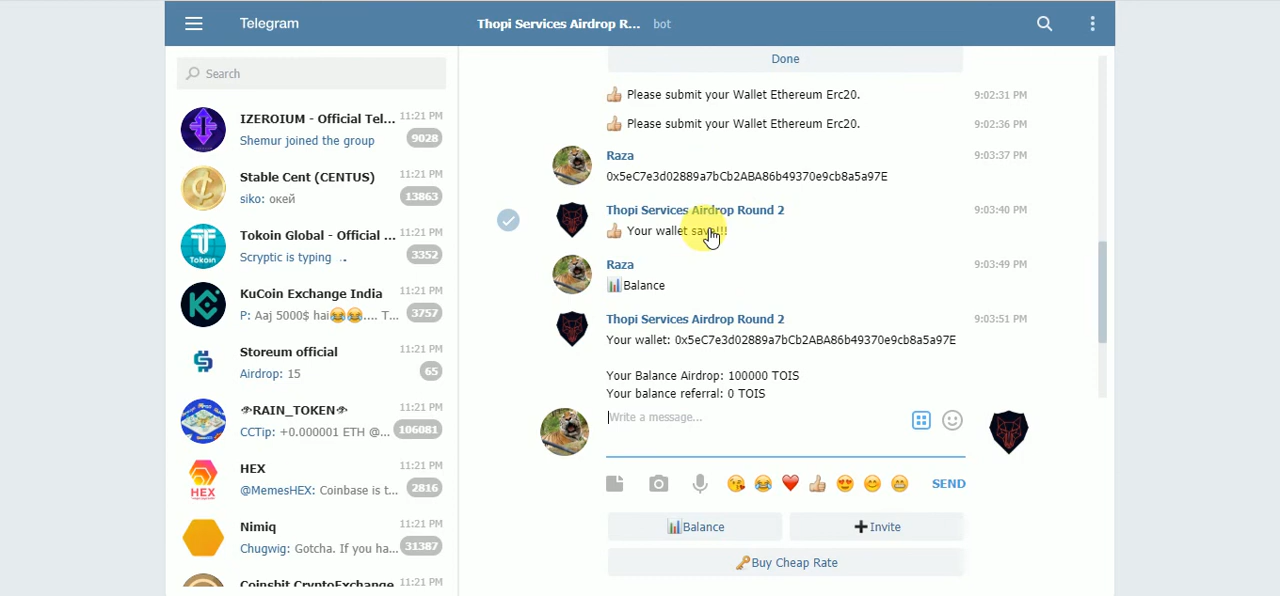 Telegram
Thopi Services Airdrop R... bot
Search
IZEROIUM - Official Tel... 11:21 PM
Shemur joined the group 9028
Stable Cent (CENTUS) 11:21 PM
siko: окей 13863
Tokoin Global - Official ... 11:21 PM
Scryptic is typing 3352
KuCoin Exchange India 11:21 PM
P: Aaj 5000$ hai😂😂.... T... 3757
Storeum official 11:21 PM
Airdrop: 15 65
👁RAIN_TOKEN👁 11:21 PM
CCTip: +0.000001 ETH @... 106081
HEX 11:21 PM
@MemesHEX: Coinbase is t... 2816
Nimiq 11:21 PM
Chugwig: Gotcha. If you ha... 31387
Coinsbit CryptoExchange 11:21 PM
Done
👍🏼 Please submit your Wallet Ethereum Erc20. 9:02:31 PM
👍🏼 Please submit your Wallet Ethereum Erc20. 9:02:36 PM
Raza 9:03:37 PM
0x5eC7e3d02889a7bCb2ABA86b49370e9cb8a5a97E
Thopi Services Airdrop Round 2 9:03:40 PM
👍🏼 Your wallet save!!!
Raza 9:03:49 PM
📊Balance
Thopi Services Airdrop Round 2 9:03:51 PM
Your wallet: 0x5eC7e3d02889a7bCb2ABA86b49370e9cb8a5a97E
Your Balance Airdrop: 100000 TOIS
Your balance referral: 0 TOIS
Write a message...
SEND
📊Balance ➕Invite
🔑Buy Cheap Rate
TOKOIN
HEX